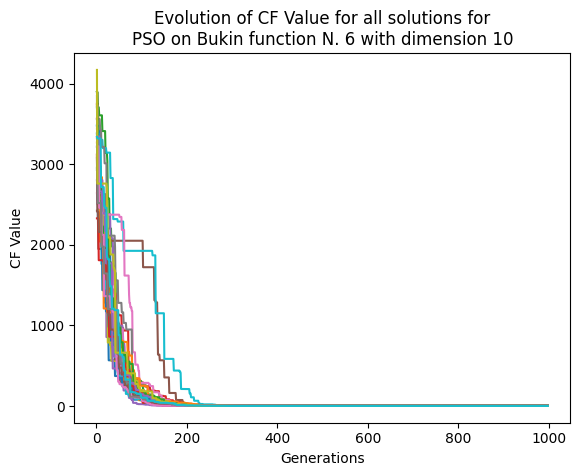 Evolution of CF Value for all solutions for
PSO on Bukin function N. 6 with dimension 10
CF Value
4000
3000
2000
1000
0
0
200
400
600
800
1000
Generations